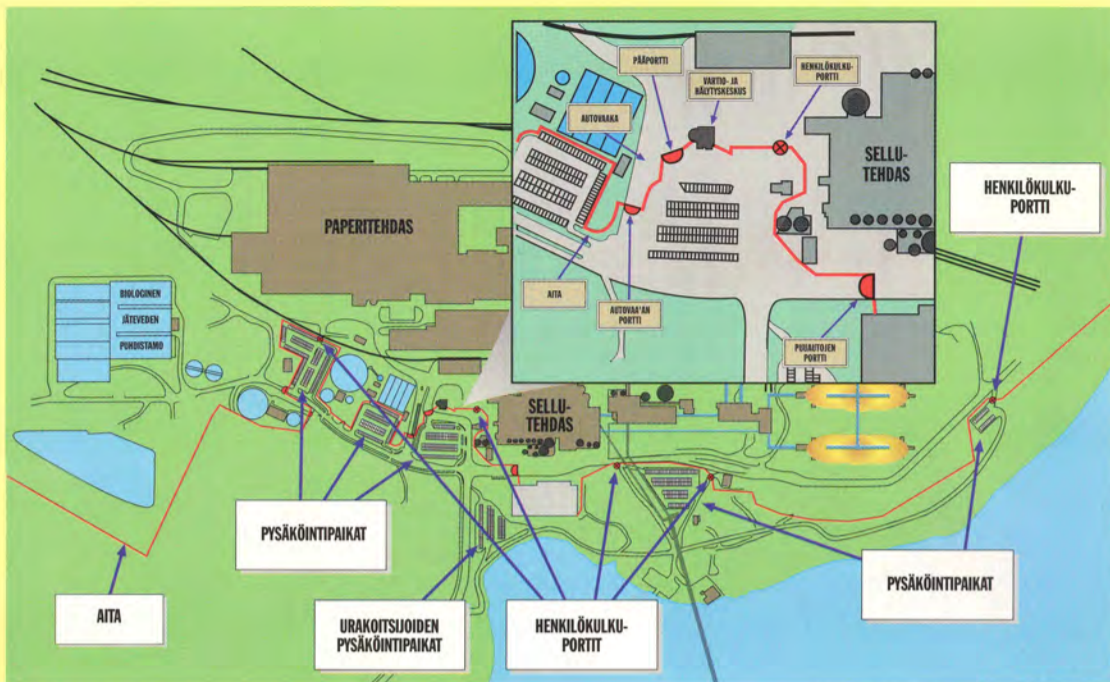 PÄÄPORTTI
VARTIO- JA
HÄLYTYSKESKUS
HENKILÖKULKU-
PORTTI
AUTOVAAKA
SELLU-
TEHDAS
AITA
AUTOVAA'AN
PORTTI
PUUAUTOJEN
PORTTI
PAPERITEHDAS
HENKILÖKULKU-
PORTTI
BIOLOGINEN
JÄTEVEDEN
PUHDISTAMO
SELLU-
TEHDAS
PYSÄKÖINTIPAIKAT
PYSÄKÖINTIPAIKAT
AITA
URAKOITSIJOIDEN
PYSÄKÖINTIPAIKAT
HENKILÖKULKU-
PORTIT